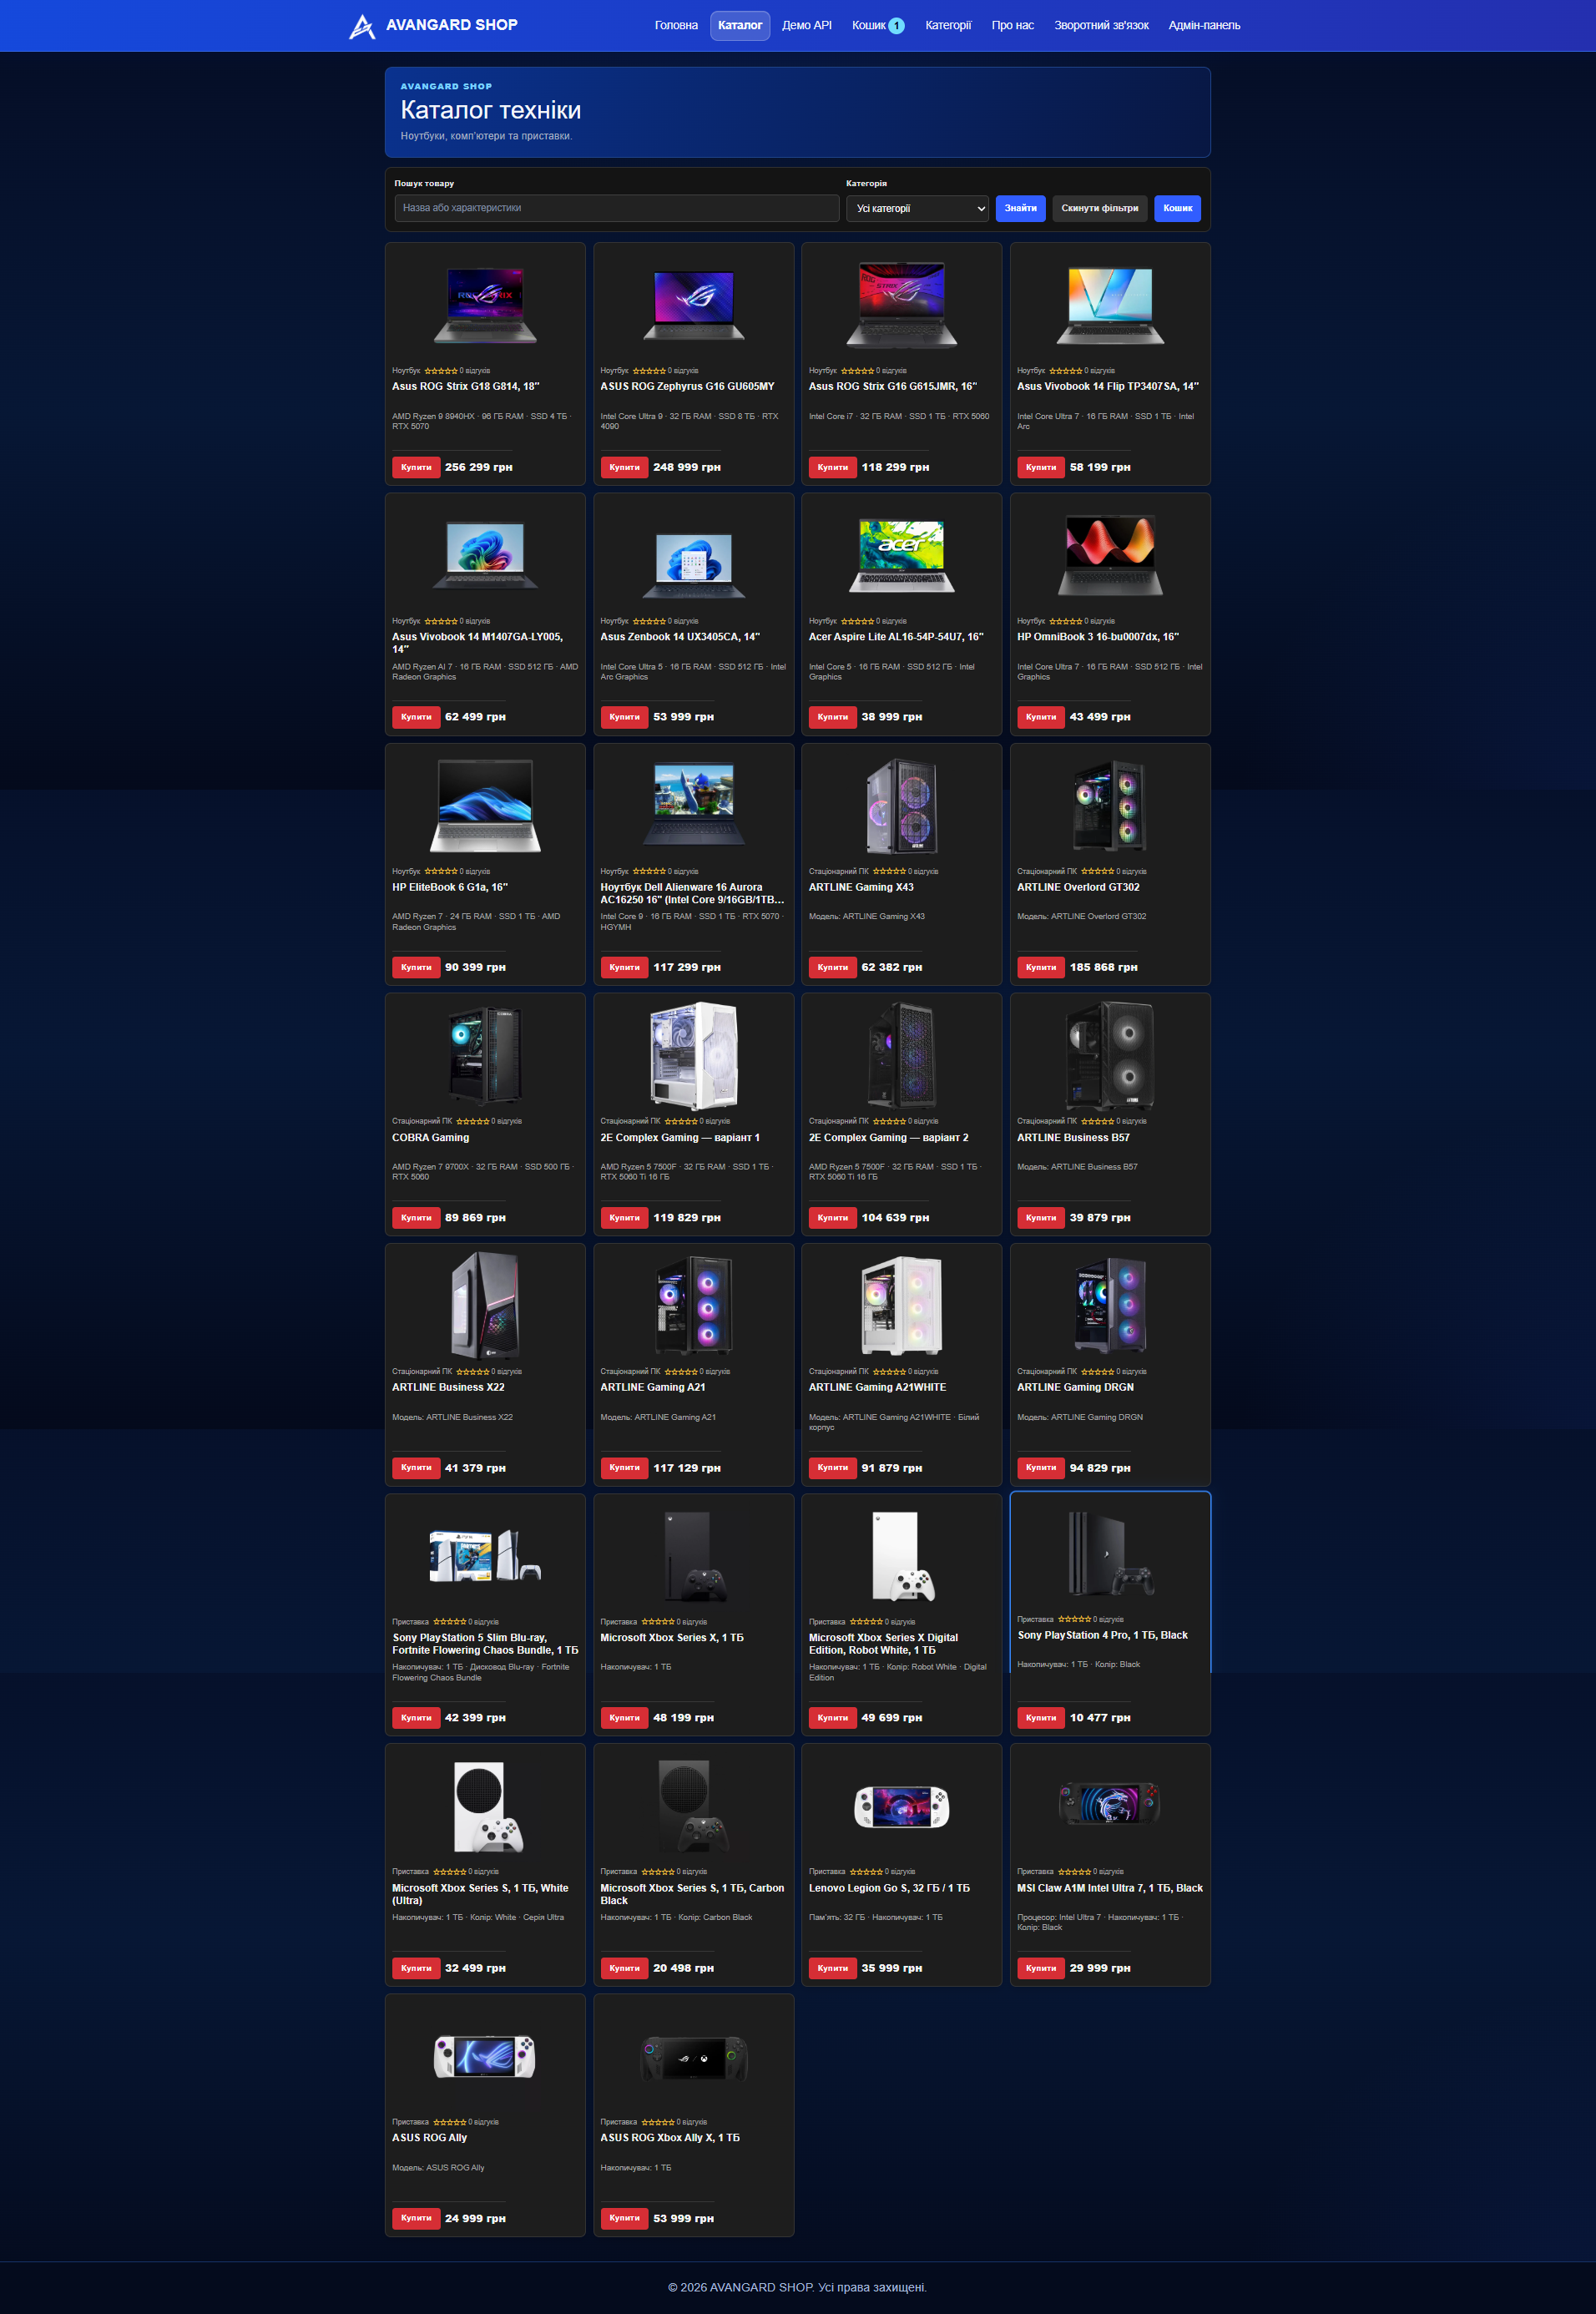 AVANGARD SHOP
Головна Каталог Демо API Кошик 1 Категорії Про нас Зворотний зв'язок Адмін-панель
AVANGARD SHOP
Каталог техніки
Ноутбуки, комп'ютери та приставки.
Пошук товару Категорія
Назва або характеристики Усі категорії Знайти Скинути фільтри Кошик
Ноутбук ☆☆☆☆☆ 0 відгуків
Asus ROG Strix G18 G814, 18″
AMD Ryzen 9 8940HX · 96 ГБ RAM · SSD 4 ТБ ·
RTX 5070
Купити 256 299 грн
Ноутбук ☆☆☆☆☆ 0 відгуків
ASUS ROG Zephyrus G16 GU605MY
Intel Core Ultra 9 · 32 ГБ RAM · SSD 8 ТБ · RTX
4090
Купити 248 999 грн
ROG STRIX
Ноутбук ☆☆☆☆☆ 0 відгуків
Asus ROG Strix G16 G615JMR, 16″
Intel Core i7 · 32 ГБ RAM · SSD 1 ТБ · RTX 5060
Купити 118 299 грн
Ноутбук ☆☆☆☆☆ 0 відгуків
Asus Vivobook 14 Flip TP3407SA, 14″
Intel Core Ultra 7 · 16 ГБ RAM · SSD 1 ТБ · Intel
Arc
Купити 58 199 грн
Ноутбук ☆☆☆☆☆ 0 відгуків
Asus Vivobook 14 M1407GA-LY005,
14″
AMD Ryzen AI 7 · 16 ГБ RAM · SSD 512 ГБ · AMD
Radeon Graphics
Купити 62 499 грн
Ноутбук ☆☆☆☆☆ 0 відгуків
Asus Zenbook 14 UX3405CA, 14″
Intel Core Ultra 5 · 16 ГБ RAM · SSD 512 ГБ · Intel
Arc Graphics
Купити 53 999 грн
acer
Ноутбук ☆☆☆☆☆ 0 відгуків
Acer Aspire Lite AL16-54P-54U7, 16″
Intel Core 5 · 16 ГБ RAM · SSD 512 ГБ · Intel
Graphics
Купити 38 999 грн
Ноутбук ☆☆☆☆☆ 0 відгуків
HP OmniBook 3 16-bu0007dx, 16″
Intel Core Ultra 7 · 16 ГБ RAM · SSD 512 ГБ · Intel
Graphics
Купити 43 499 грн
Ноутбук ☆☆☆☆☆ 0 відгуків
HP EliteBook 6 G1a, 16″
AMD Ryzen 7 · 24 ГБ RAM · SSD 1 ТБ · AMD
Radeon Graphics
Купити 90 399 грн
Ноутбук ☆☆☆☆☆ 0 відгуків
Ноутбук Dell Alienware 16 Aurora
AC16250 16" (Intel Core 9/16GB/1TB...
Intel Core 9 · 16 ГБ RAM · SSD 1 ТБ · RTX 5070 ·
HGYMH
Купити 117 299 грн
Стаціонарний ПК ☆☆☆☆☆ 0 відгуків
ARTLINE Gaming X43
Модель: ARTLINE Gaming X43
Купити 62 382 грн
Стаціонарний ПК ☆☆☆☆☆ 0 відгуків
ARTLINE Overlord GT302
Модель: ARTLINE Overlord GT302
Купити 185 868 грн
Стаціонарний ПК ☆☆☆☆☆ 0 відгуків
COBRA Gaming
AMD Ryzen 7 9700X · 32 ГБ RAM · SSD 500 ГБ ·
RTX 5060
Купити 89 869 грн
Стаціонарний ПК ☆☆☆☆☆ 0 відгуків
2E Complex Gaming — варіант 1
AMD Ryzen 5 7500F · 32 ГБ RAM · SSD 1 ТБ ·
RTX 5060 Ti 16 ГБ
Купити 119 829 грн
Стаціонарний ПК ☆☆☆☆☆ 0 відгуків
2E Complex Gaming — варіант 2
AMD Ryzen 5 7500F · 32 ГБ RAM · SSD 1 ТБ ·
RTX 5060 Ti 16 ГБ
Купити 104 639 грн
Стаціонарний ПК ☆☆☆☆☆ 0 відгуків
ARTLINE Business B57
Модель: ARTLINE Business B57
Купити 39 879 грн
Стаціонарний ПК ☆☆☆☆☆ 0 відгуків
ARTLINE Business X22
Модель: ARTLINE Business X22
Купити 41 379 грн
Стаціонарний ПК ☆☆☆☆☆ 0 відгуків
ARTLINE Gaming A21
Модель: ARTLINE Gaming A21
Купити 117 129 грн
Стаціонарний ПК ☆☆☆☆☆ 0 відгуків
ARTLINE Gaming A21WHITE
Модель: ARTLINE Gaming A21WHITE · Білий
корпус
Купити 91 879 грн
Стаціонарний ПК ☆☆☆☆☆ 0 відгуків
ARTLINE Gaming DRGN
Модель: ARTLINE Gaming DRGN
Купити 94 829 грн
Приставка ☆☆☆☆☆ 0 відгуків
Sony PlayStation 5 Slim Blu-ray,
Fortnite Flowering Chaos Bundle, 1 ТБ
Накопичувач: 1 ТБ · Дисковод Blu-ray · Fortnite
Flowering Chaos Bundle
Купити 42 399 грн
Приставка ☆☆☆☆☆ 0 відгуків
Microsoft Xbox Series X, 1 ТБ
Накопичувач: 1 ТБ
Купити 48 199 грн
Приставка ☆☆☆☆☆ 0 відгуків
Microsoft Xbox Series X Digital
Edition, Robot White, 1 ТБ
Накопичувач: 1 ТБ · Колір: Robot White · Digital
Edition
Купити 49 699 грн
Приставка ☆☆☆☆☆ 0 відгуків
Sony PlayStation 4 Pro, 1 ТБ, Black
Накопичувач: 1 ТБ · Колір: Black
Купити 10 477 грн
Приставка ☆☆☆☆☆ 0 відгуків
Microsoft Xbox Series S, 1 ТБ, White
(Ultra)
Накопичувач: 1 ТБ · Колір: White · Серія Ultra
Купити 32 499 грн
Приставка ☆☆☆☆☆ 0 відгуків
Microsoft Xbox Series S, 1 ТБ, Carbon
Black
Накопичувач: 1 ТБ · Колір: Carbon Black
Купити 20 498 грн
Приставка ☆☆☆☆☆ 0 відгуків
Lenovo Legion Go S, 32 ГБ / 1 ТБ
Пам'ять: 32 ГБ · Накопичувач: 1 ТБ
Купити 35 999 грн
Приставка ☆☆☆☆☆ 0 відгуків
MSI Claw A1M Intel Ultra 7, 1 ТБ, Black
Процесор: Intel Ultra 7 · Накопичувач: 1 ТБ ·
Колір: Black
Купити 29 999 грн
Приставка ☆☆☆☆☆ 0 відгуків
ASUS ROG Ally
Модель: ASUS ROG Ally
Купити 24 999 грн
Приставка ☆☆☆☆☆ 0 відгуків
ASUS ROG Xbox Ally X, 1 ТБ
Накопичувач: 1 ТБ
Купити 53 999 грн
© 2026 AVANGARD SHOP. Усі права захищені.